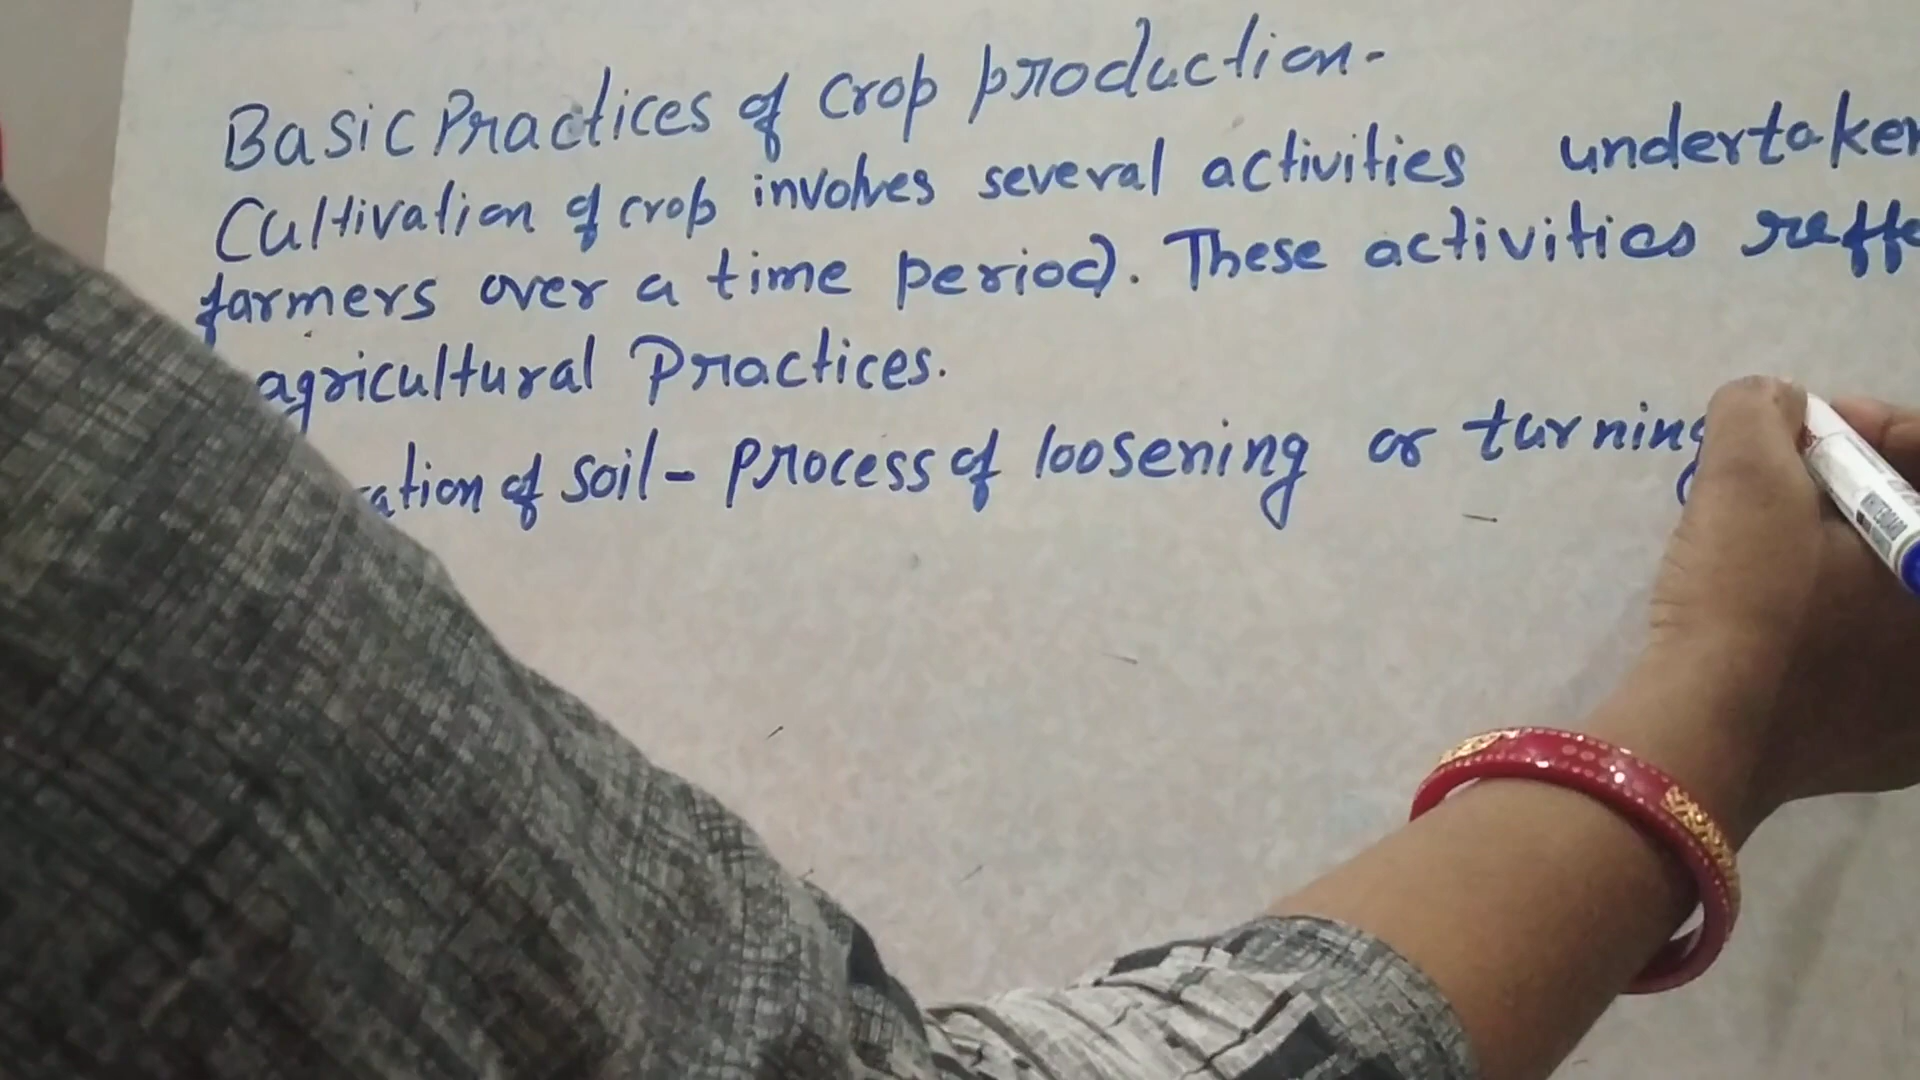 Basic Practices of crop production-
Cultivation of crop involves several activities undertaken
farmers over a time period. These activities
agricultural Practices.
of soil- process of loosening or turning